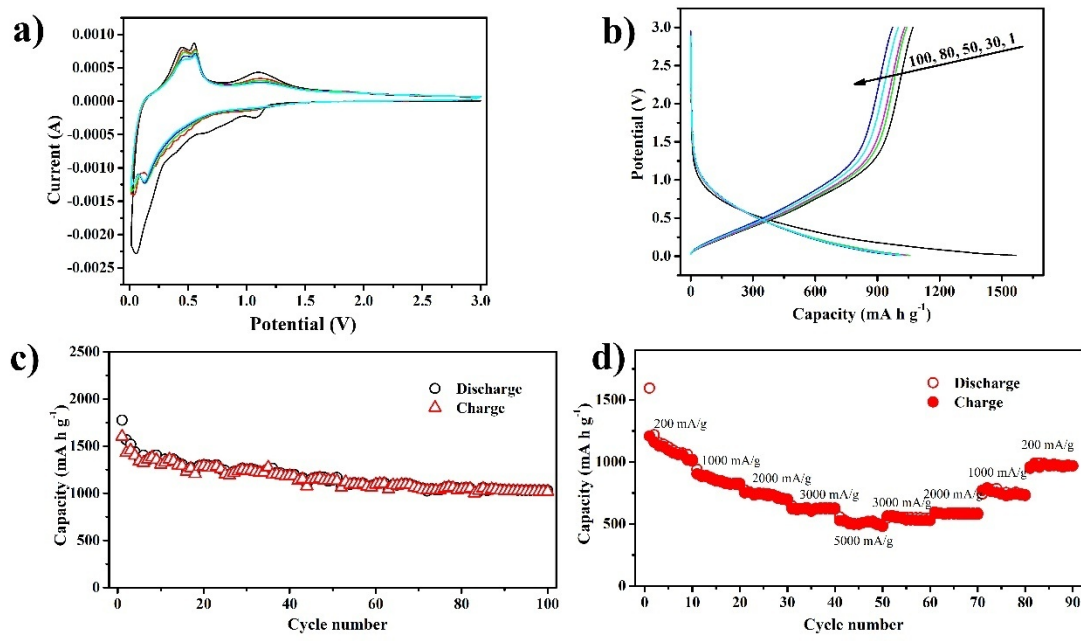 a)
0.0010
0.0005
0.0000
-0.0005
-0.0010
-0.0015
-0.0020
-0.0025
Current (A)
0.0 0.5 1.0 1.5 2.0 2.5 3.0
Potential (V)
b)
3.0
2.5
2.0
1.5
1.0
0.5
0.0
Potential (V)
100, 80, 50, 30, 1
0 300 600 900 1200 1500
Capacity (mA h g⁻¹)
c)
2500
2000
1500
1000
500
0
Capacity (mA h g⁻¹)
Discharge
Charge
0 20 40 60 80 100
Cycle number
d)
1500
1000
500
0
Capacity (mA h g⁻¹)
Discharge
Charge
200 mA/g
1000 mA/g
2000 mA/g
3000 mA/g
5000 mA/g
3000 mA/g
2000 mA/g
1000 mA/g
200 mA/g
0 10 20 30 40 50 60 70 80 90
Cycle number